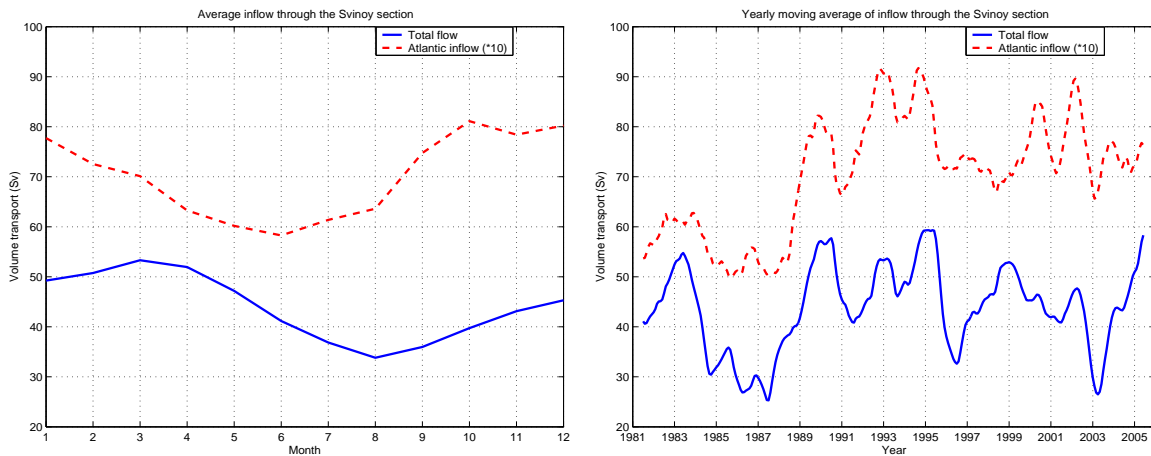 Average inflow through the Svinoy section
Total flow
Atlantic inflow (*10)
Volume transport (Sv)
100
90
80
70
60
50
40
30
20
1 2 3 4 5 6 7 8 9 10 11 12
Month
Yearly moving average of inflow through the Svinoy section
Total flow
Atlantic inflow (*10)
Volume transport (Sv)
100
90
80
70
60
50
40
30
20
1981 1983 1985 1987 1989 1991 1993 1995 1997 1999 2001 2003 2005
Year